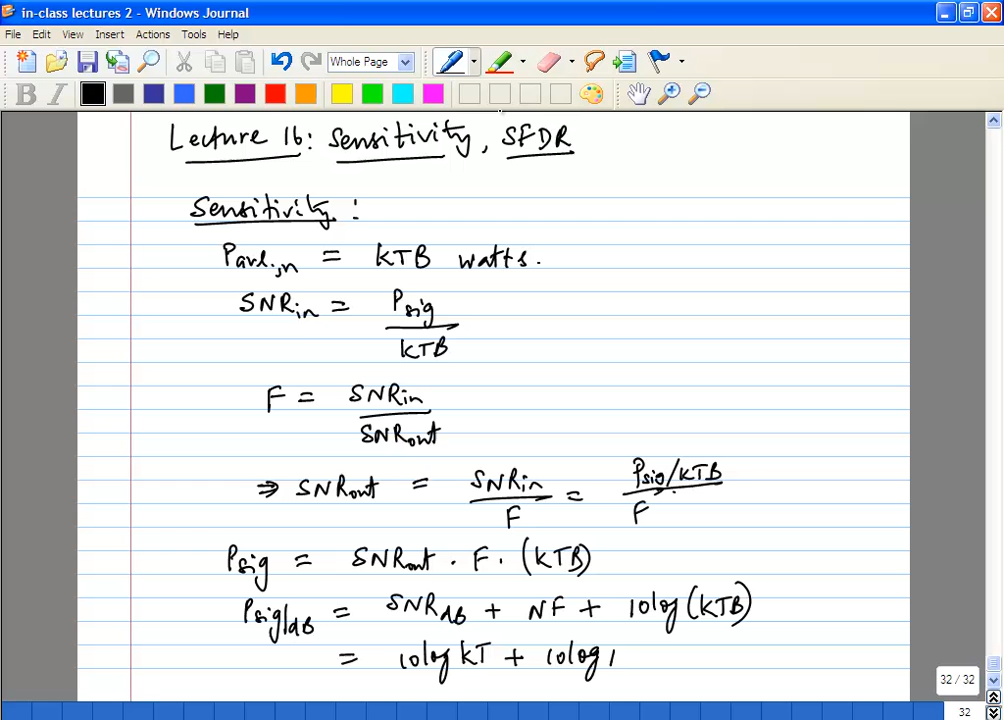 in-class lectures 2 - Windows Journal
File Edit View Insert Actions Tools Help
Whole Page
B I
Lecture 16: Sensitivity, SFDR
Sensitivity:
Pavl.,n = KTB watts.
SNRin = Psig
KTB
F = SNRin
SNRout
⇒ SNRout = SNRin = Psig/KTB
F F
Psig = SNRout . F . (KTB)
Psig|dB = SNRdB + NF + 10log(KTB)
= 10log KT + 10log
32 / 32
32